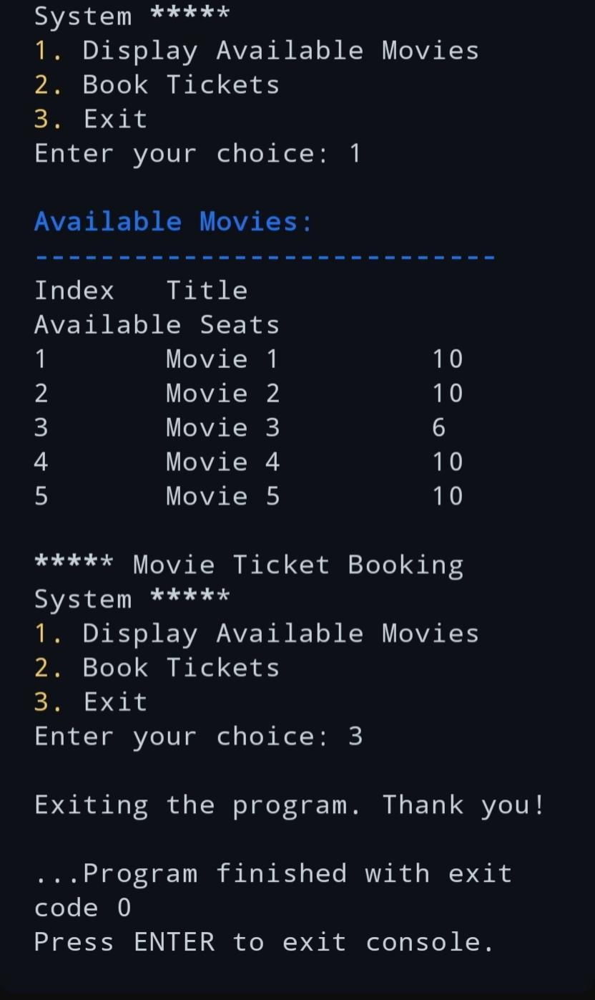 System *****
1. Display Available Movies
2. Book Tickets
3. Exit
Enter your choice: 1
Available Movies:
----------------------------
Index   Title
Available Seats
1       Movie 1         10
2       Movie 2         10
3       Movie 3         6
4       Movie 4         10
5       Movie 5         10
***** Movie Ticket Booking
System *****
1. Display Available Movies
2. Book Tickets
3. Exit
Enter your choice: 3
Exiting the program. Thank you!
...Program finished with exit
code 0
Press ENTER to exit console.